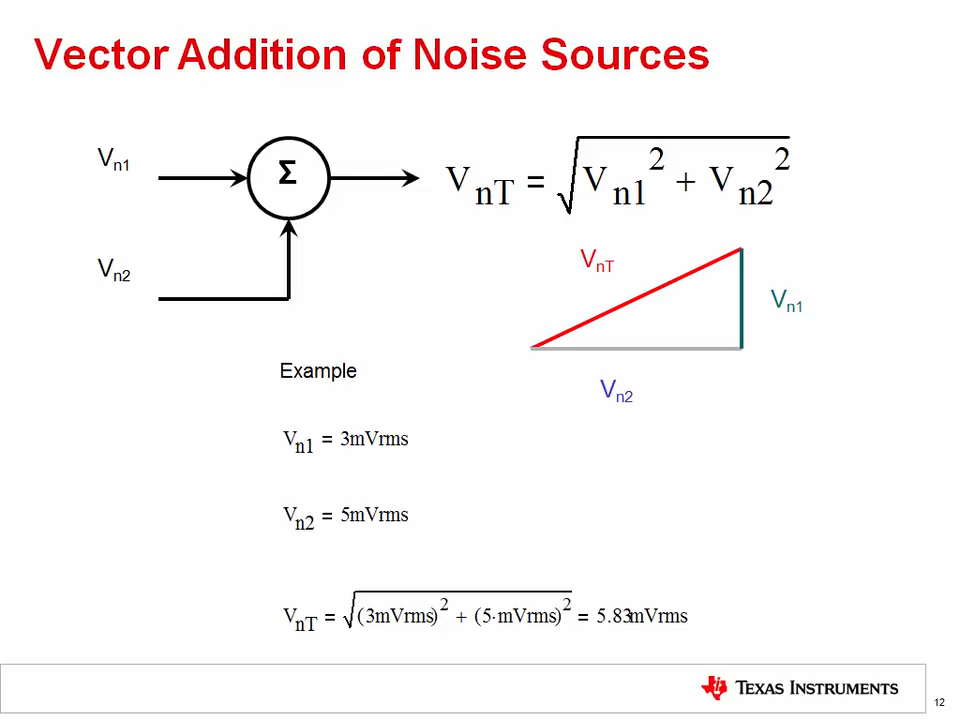 Vector Addition of Noise Sources
Vn1
Σ
VnT = √Vn1² + Vn2²
Vn2
VnT
Vn1
Vn2
Example
Vn1 = 3mVrms
Vn2 = 5mVrms
VnT = √(3mVrms)² + (5·mVrms)² = 5.83mVrms
TEXAS INSTRUMENTS
12